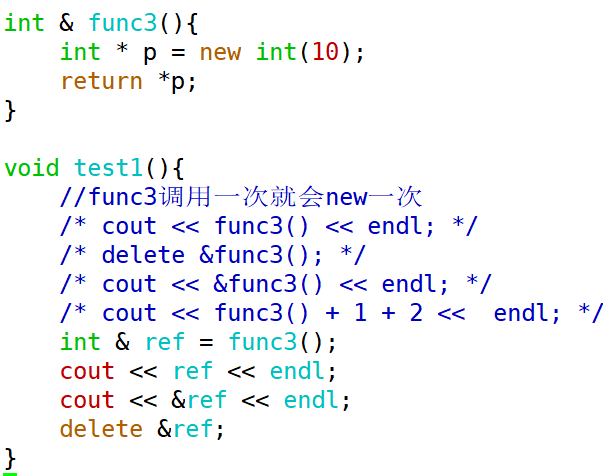 int & func3(){
    int * p = new int(10);
    return *p;
}

void test1(){
    //func3调用一次就会new一次
    /* cout << func3() << endl; */
    /* delete &func3(); */
    /* cout << &func3() << endl; */
    /* cout << func3() + 1 + 2 <<  endl; */
    int & ref = func3();
    cout << ref << endl;
    cout << &ref << endl;
    delete &ref;
}